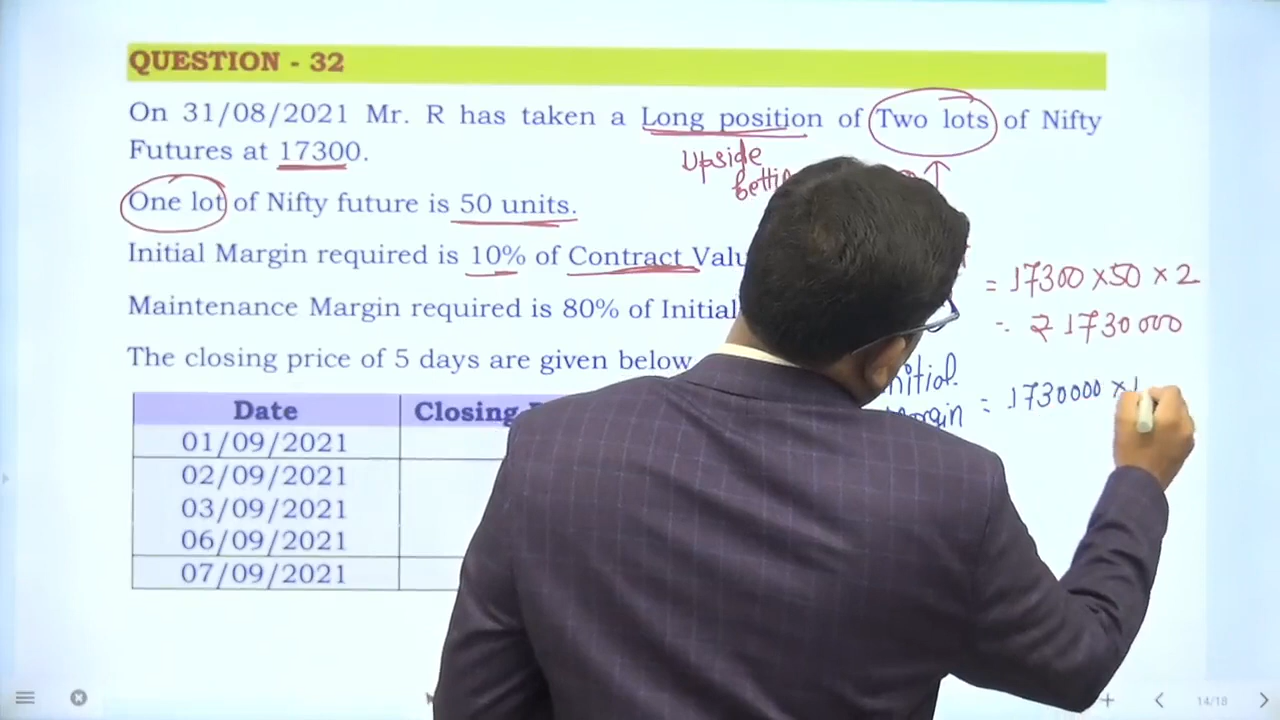 QUESTION - 32
On 31/08/2021 Mr. R has taken a Long position of Two lots of Nifty
Futures at 17300.
Upside
One lot of Nifty future is 50 units.
Initial Margin required is 10% of Contract
= 17300 × 50 × 2
= ₹ 1730000
Maintenance Margin required is 80% of Initial
The closing price of 5 days are given below
= 1730000 ×
Date Closing
01/09/2021
02/09/2021
03/09/2021
06/09/2021
07/09/2021
14/18